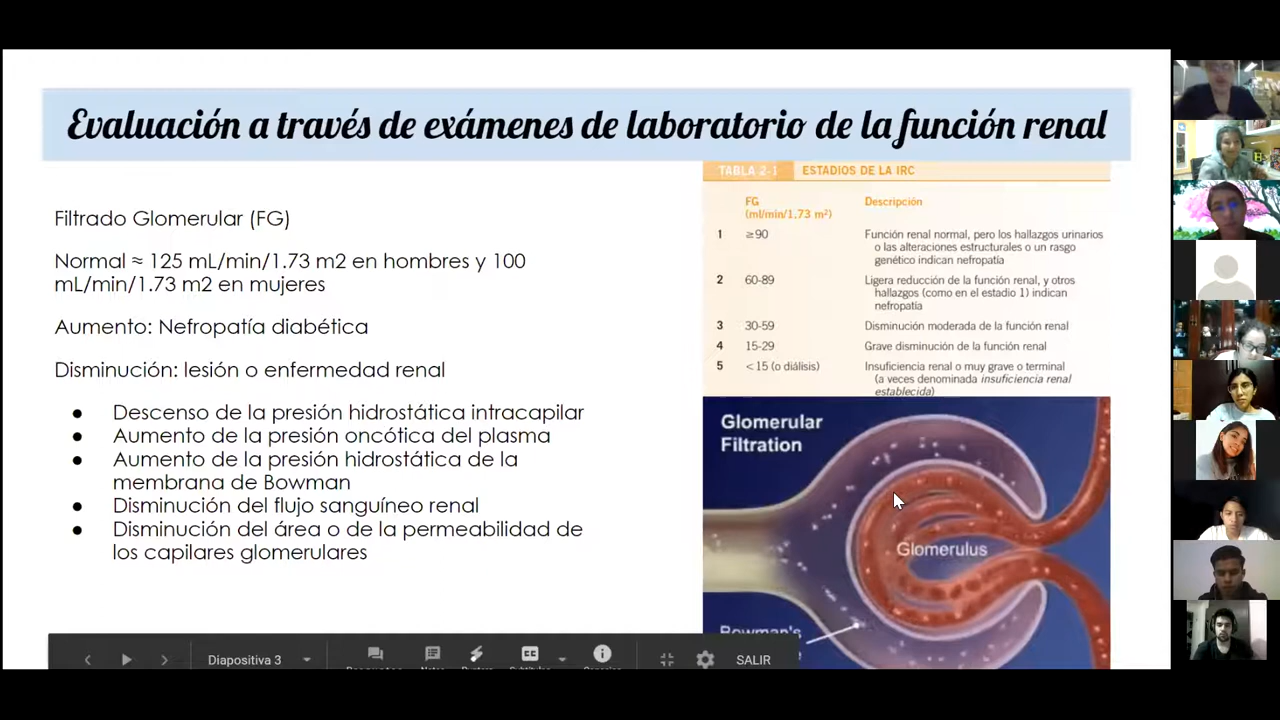 Evaluación a través de exámenes de laboratorio de la función renal
Filtrado Glomerular (FG)
Normal ≈ 125 mL/min/1.73 m2 en hombres y 100
mL/min/1.73 m2 en mujeres
Aumento: Nefropatía diabética
Disminución: lesión o enfermedad renal
● Descenso de la presión hidrostática intracapilar
● Aumento de la presión oncótica del plasma
● Aumento de la presión hidrostática de la
membrana de Bowman
● Disminución del flujo sanguíneo renal
● Disminución del área o de la permeabilidad de
los capilares glomerulares
TABLA 2-1 ESTADIOS DE LA IRC
FG
(ml/min/1,73 m²) Descripción
1 ≥90 Función renal normal, pero los hallazgos urinarios
o las alteraciones estructurales o un rasgo
genético indican nefropatía
2 60-89 Ligera reducción de la función renal, y otros
hallazgos (como en el estadio 1) indican
nefropatía
3 30-59 Disminución moderada de la función renal
4 15-29 Grave disminución de la función renal
5 <15 (o diálisis) Insuficiencia renal o muy grave o terminal
(a veces denominada insuficiencia renal
establecida)
Glomerular
Filtration
Glomerulus
Bowman's
Diapositiva 3
SALIR